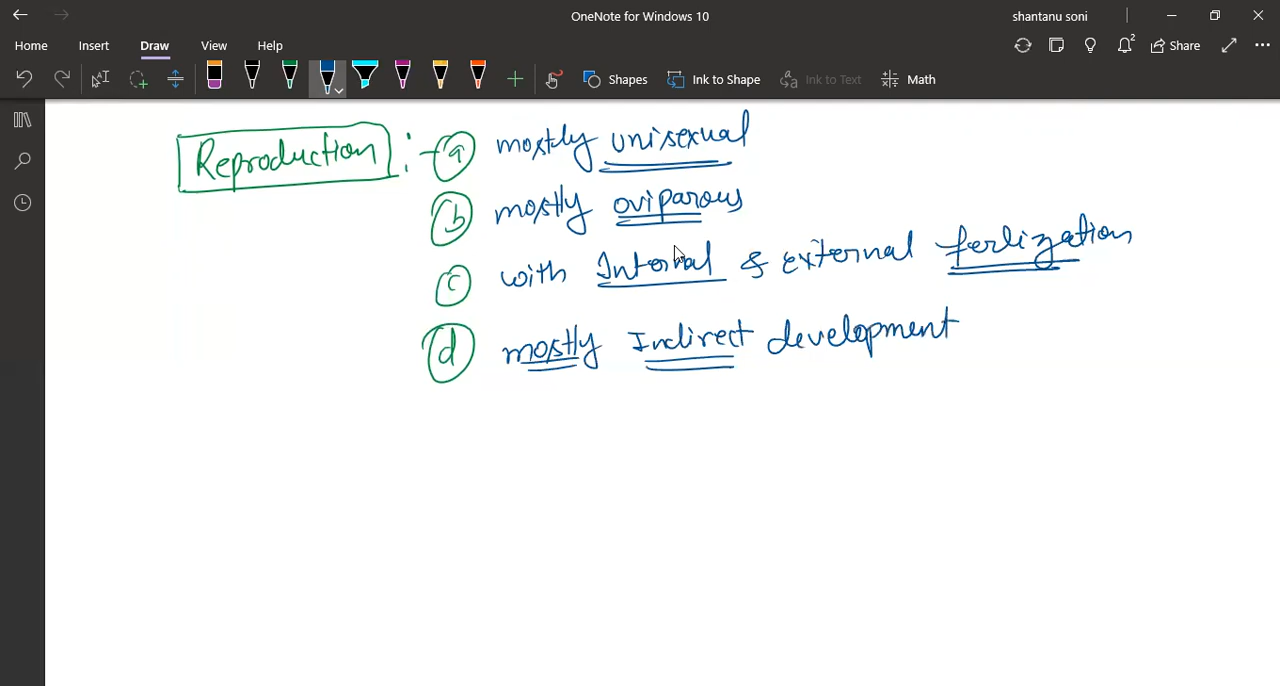 OneNote for Windows 10
shantanu soni
Home Insert Draw View Help
2 Share
Shapes Ink to Shape Ink to Text Math
Reproduction :- (a) mostly unisexual
(b) mostly oviparous
(c) with Internal & external ferlization
(d) mostly Indirect development